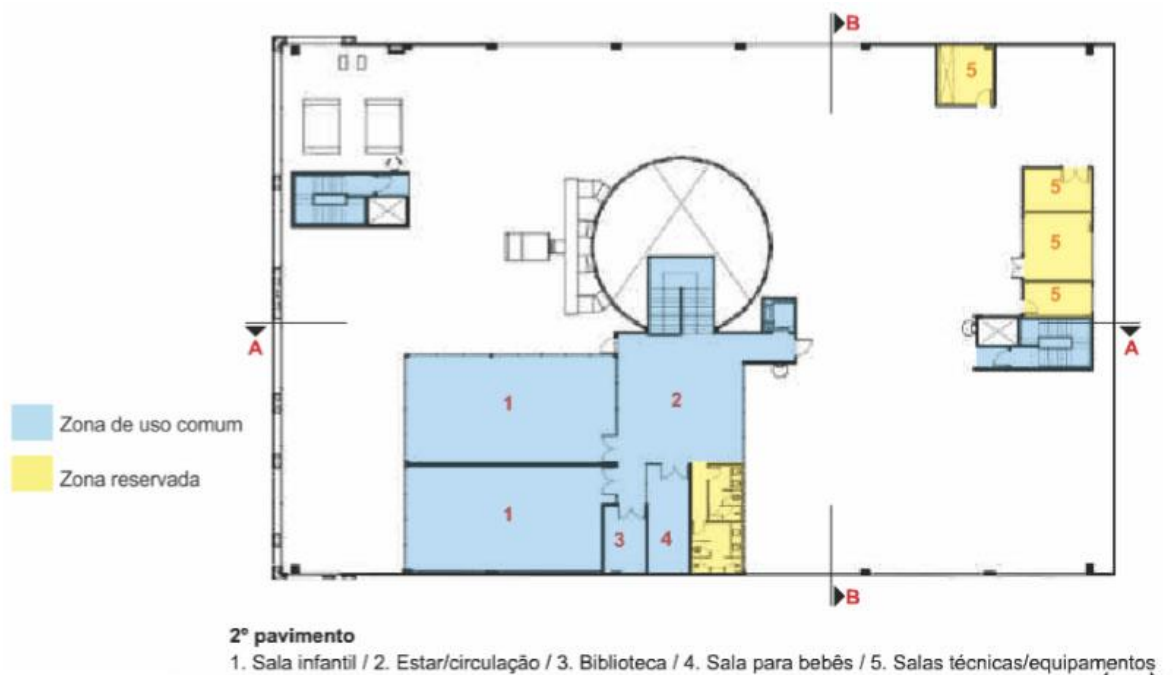 B
5
5
5
5
A
A
1
2
Zona de uso comum
Zona reservada
1
3
4
B
2º pavimento
1. Sala infantil / 2. Estar/circulação / 3. Biblioteca / 4. Sala para bebês / 5. Salas técnicas/equipamentos